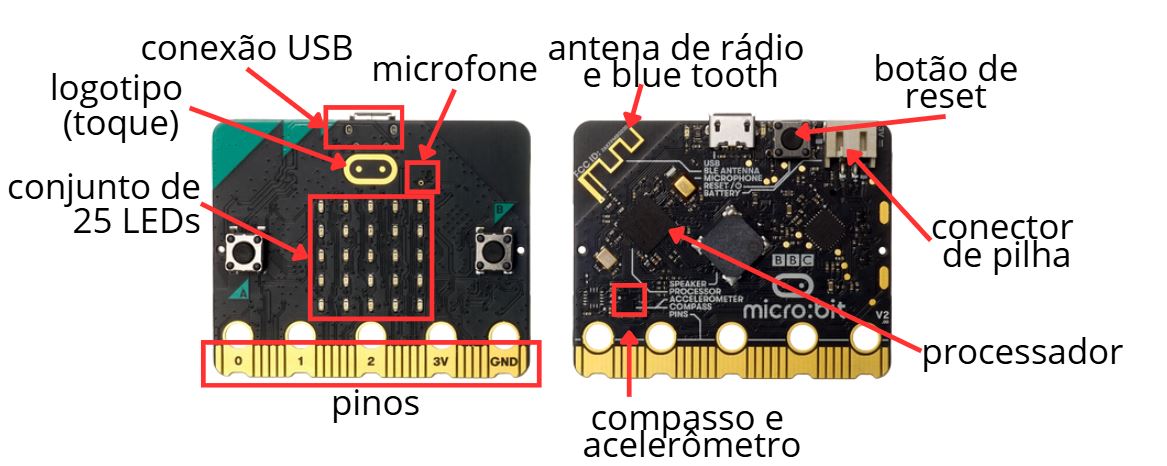 conexão USB
logotipo
(toque)
microfone
conjunto de
25 LEDs
A
B
0 1 2 3V GND
pinos
antena de rádio
e blue tooth
botão de
reset
conector
de pilha
processador
compasso e
acelerômetro
FCC ID:
USB
BLE ANTENNA
MICROPHONE
RESET /
BATTERY
BBC
micro:bit
SPEAKER
PROCESSOR
ACCELEROMETER
COMPASS
PINS
V2